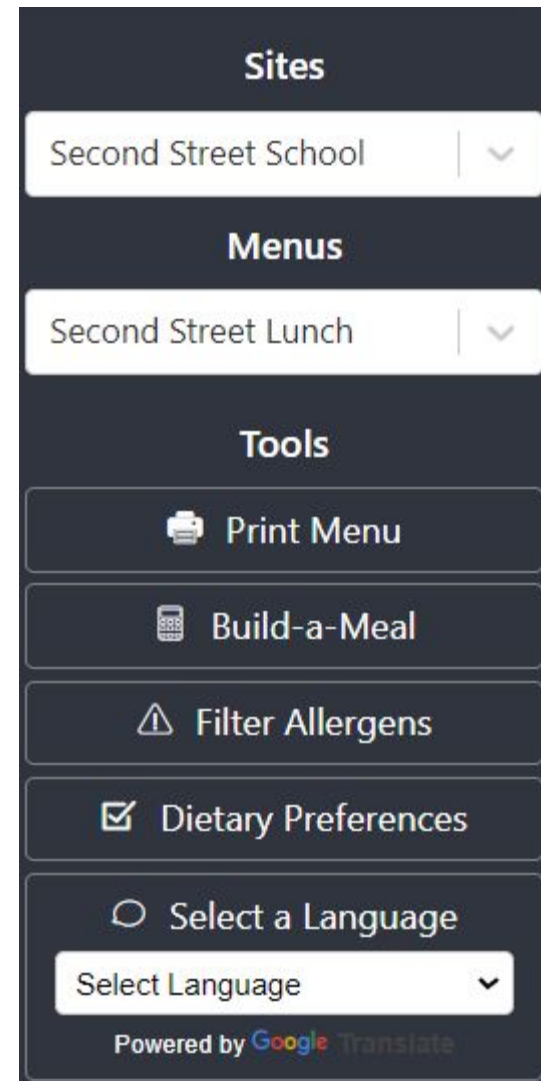 Sites
Second Street School
Menus
Second Street Lunch
Tools
Print Menu
Build-a-Meal
Filter Allergens
Dietary Preferences
Select a Language
Select Language
Powered by Google Translate